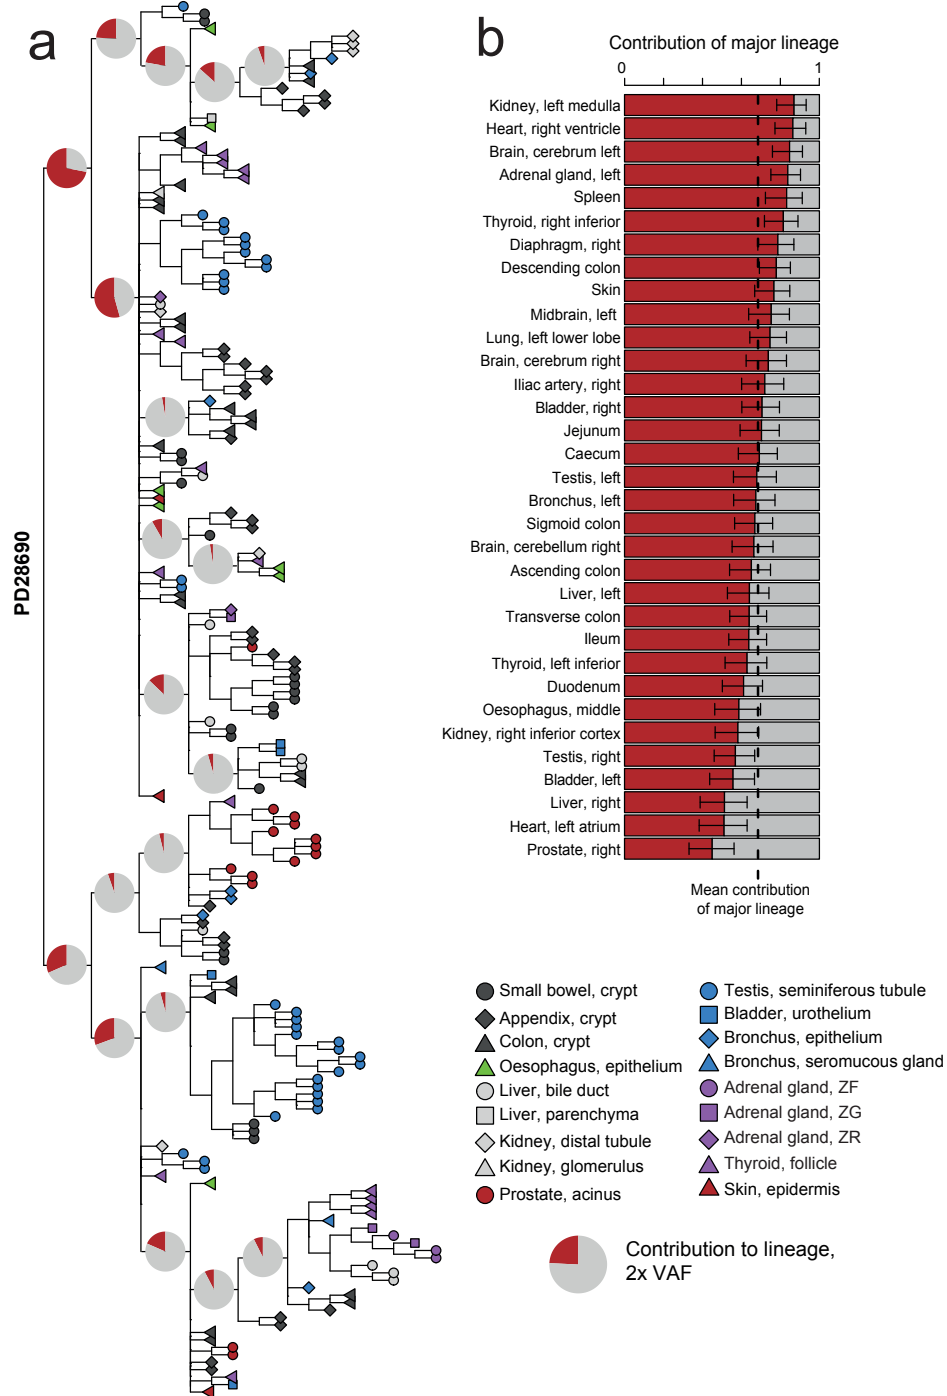 a
PD28690
b
Contribution of major lineage
0 1
Kidney, left medulla
Heart, right ventricle
Brain, cerebrum left
Adrenal gland, left
Spleen
Thyroid, right inferior
Diaphragm, right
Descending colon
Skin
Midbrain, left
Lung, left lower lobe
Brain, cerebrum right
Iliac artery, right
Bladder, right
Jejunum
Caecum
Testis, left
Bronchus, left
Sigmoid colon
Brain, cerebellum right
Ascending colon
Liver, left
Transverse colon
Ileum
Thyroid, left inferior
Duodenum
Oesophagus, middle
Kidney, right inferior cortex
Testis, right
Bladder, left
Liver, right
Heart, left atrium
Prostate, right
Mean contribution
of major lineage
Small bowel, crypt
Appendix, crypt
Colon, crypt
Oesophagus, epithelium
Liver, bile duct
Liver, parenchyma
Kidney, distal tubule
Kidney, glomerulus
Prostate, acinus
Testis, seminiferous tubule
Bladder, urothelium
Bronchus, epithelium
Bronchus, seromucous gland
Adrenal gland, ZF
Adrenal gland, ZG
Adrenal gland, ZR
Thyroid, follicle
Skin, epidermis
Contribution to lineage,
2x VAF